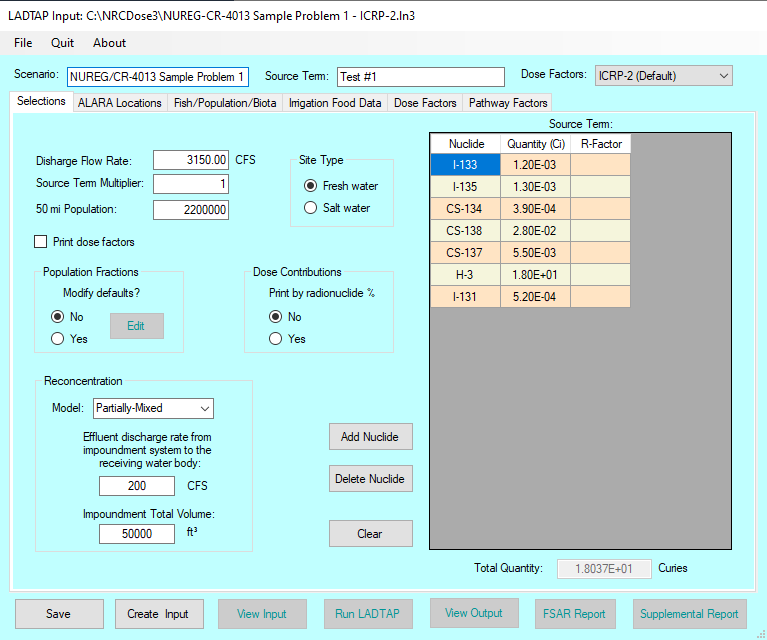 LADTAP Input: C:\NRCDose3\NUREG-CR-4013 Sample Problem 1 - ICRP-2.ln3
File Quit About
Scenario: NUREG/CR-4013 Sample Problem 1 Source Term: Test #1 Dose Factors: ICRP-2 (Default)
Selections ALARA Locations Fish/Population/Biota Irrigation Food Data Dose Factors Pathway Factors
Source Term:
Nuclide Quantity (Ci) R-Factor
I-133 1.20E-03
I-135 1.30E-03
CS-134 3.90E-04
CS-138 2.80E-02
CS-137 5.50E-03
H-3 1.80E+01
I-131 5.20E-04
Disharge Flow Rate: 3150.00 CFS
Source Term Multiplier: 1
50 mi Population: 2200000
Site Type
Fresh water
Salt water
Print dose factors
Population Fractions
Modify defaults?
No
Yes
Edit
Dose Contributions
Print by radionuclide %
No
Yes
Reconcentration
Model: Partially-Mixed
Effluent discharge rate from
impoundment system to the
receiving water body:
200 CFS
Impoundment Total Volume:
50000 ft³
Add Nuclide
Delete Nuclide
Clear
Total Quantity: 1.8037E+01 Curies
Save Create Input View Input Run LADTAP View Output FSAR Report Supplemental Report